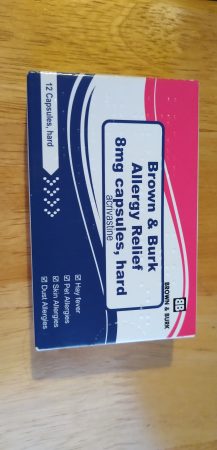 BB
BROWN & BURK
Brown & Burk
Allergy Relief
8mg capsules, hard
acrivastine
12 Capsules, hard
Hay fever
Pet Allergies
Skin Allergies
Dust Allergies